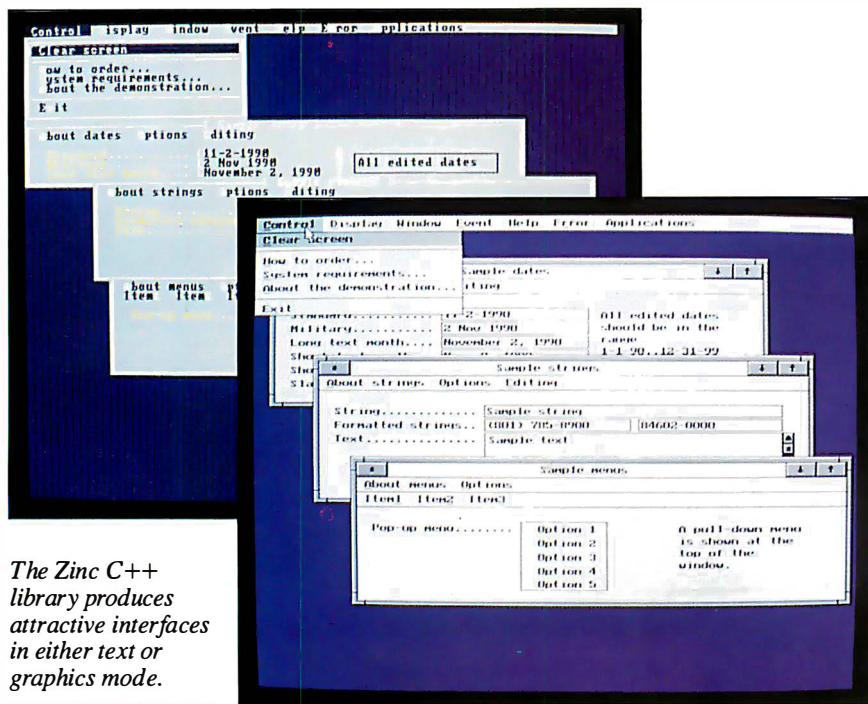 Control isplay indow vent elp E ror pplications
Clear screen
ow to order...
ystem requirements...
bout the demonstration...
E it
bout dates ptions diting
11-2-1990
2 Nov 1990
November 2, 1990
All edited dates
bout strings ptions diting
bout menus
Item Item
Control Display Window Event Help Error Applications
Clear Screen
How to order...
System requirements...
About the demonstration...
Exit
Sample dates
iting
Standard........... 11-2-1990
Military........... 2 Nov 1990
Long text month.... November 2, 1990
All edited dates
should be in the
range
1-1-90..12-31-99
Sample strings
About strings Options Editing
String............. Sample string
Formatted strings.. (801) 785-8900 84602-0000
Text............... Sample text
Sample menus
About menus Options
Item1 Item2 Item3
Pop-up menu........
Option 1
Option 2
Option 3
Option 4
Option 5
A pull-down menu
is shown at the
top of the
window.
The Zinc C++
library produces
attractive interfaces
in either text or
graphics mode.